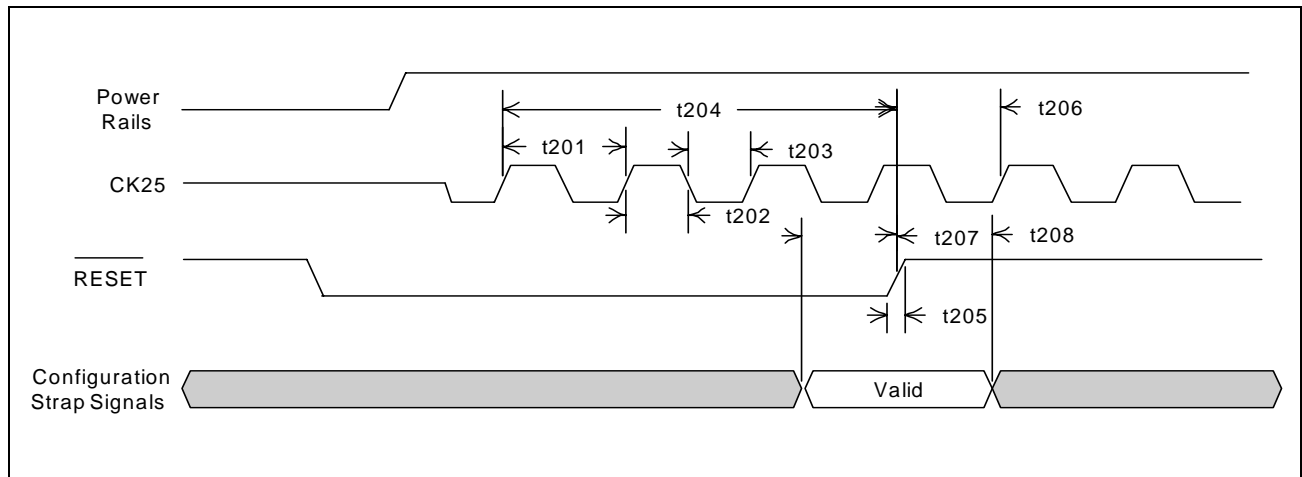 Power
Rails
t204
t206
t201
t203
CK25
t202
t207
t208
RESET
t205
Configuration
Strap Signals
Valid